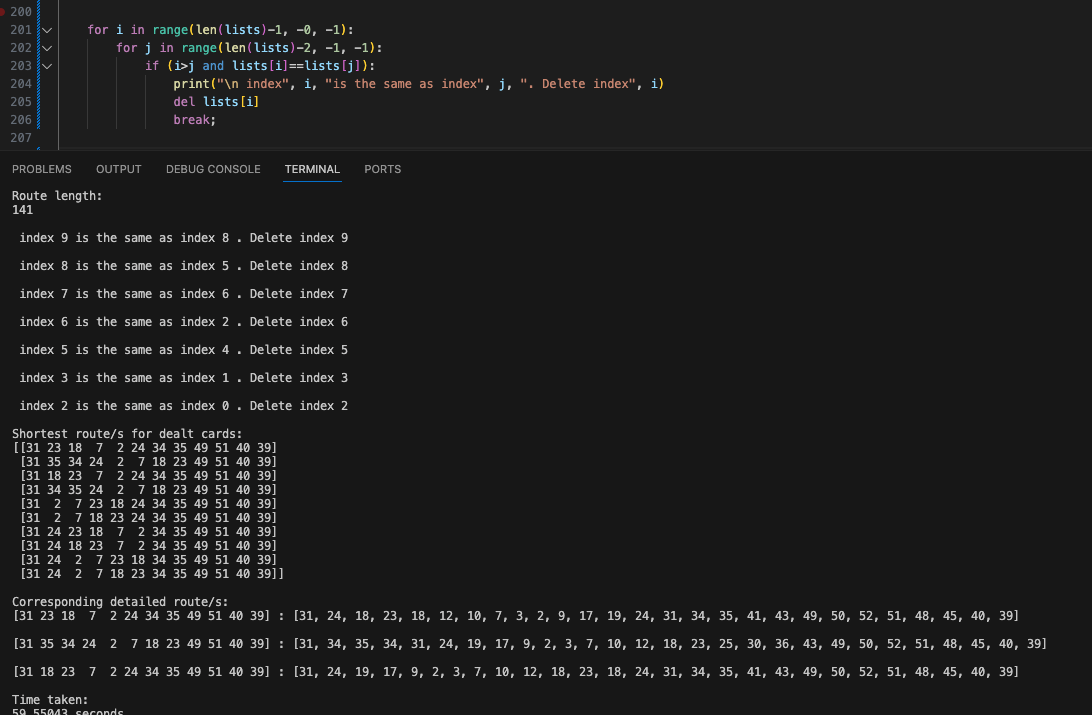 200
201 for i in range(len(lists)-1, -0, -1):
202 for j in range(len(lists)-2, -1, -1):
203 if (i>j and lists[i]==lists[j]):
204 print("\n index", i, "is the same as index", j, ". Delete index", i)
205 del lists[i]
206 break;
207
PROBLEMS OUTPUT DEBUG CONSOLE TERMINAL PORTS
Route length:
141
index 9 is the same as index 8 . Delete index 9
index 8 is the same as index 5 . Delete index 8
index 7 is the same as index 6 . Delete index 7
index 6 is the same as index 2 . Delete index 6
index 5 is the same as index 4 . Delete index 5
index 3 is the same as index 1 . Delete index 3
index 2 is the same as index 0 . Delete index 2
Shortest route/s for dealt cards:
[[31 23 18  7  2 24 34 35 49 51 40 39]
[31 35 34 24  2  7 18 23 49 51 40 39]
[31 18 23  7  2 24 34 35 49 51 40 39]
[31 34 35 24  2  7 18 23 49 51 40 39]
[31  2  7 23 18 24 34 35 49 51 40 39]
[31  2  7 18 23 24 34 35 49 51 40 39]
[31 24 23 18  7  2 34 35 49 51 40 39]
[31 24 18 23  7  2 34 35 49 51 40 39]
[31 24  2  7 23 18 34 35 49 51 40 39]
[31 24  2  7 18 23 34 35 49 51 40 39]]
Corresponding detailed route/s:
[31 23 18  7  2 24 34 35 49 51 40 39] : [31, 24, 18, 23, 18, 12, 10, 7, 3, 2, 9, 17, 19, 24, 31, 34, 35, 41, 43, 49, 50, 52, 51, 48, 45, 40, 39]
[31 35 34 24  2  7 18 23 49 51 40 39] : [31, 34, 35, 34, 31, 24, 19, 17, 9, 2, 3, 7, 10, 12, 18, 23, 25, 30, 36, 43, 49, 50, 52, 51, 48, 45, 40, 39]
[31 18 23  7  2 24 34 35 49 51 40 39] : [31, 24, 19, 17, 9, 2, 3, 7, 10, 12, 18, 23, 18, 24, 31, 34, 35, 41, 43, 49, 50, 52, 51, 48, 45, 40, 39]
Time taken:
59.55043 seconds